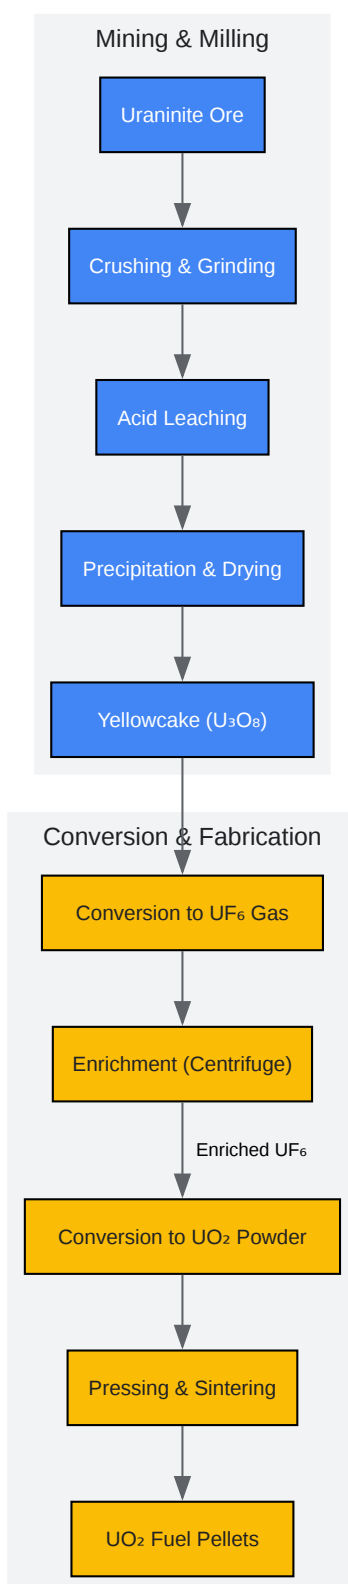 Mining & Milling
Uraninite Ore
Crushing & Grinding
Acid Leaching
Precipitation & Drying
Yellowcake (U₃O₈)
Conversion & Fabrication
Conversion to UF₆ Gas
Enrichment (Centrifuge)
Enriched UF₆
Conversion to UO₂ Powder
Pressing & Sintering
UO₂ Fuel Pellets